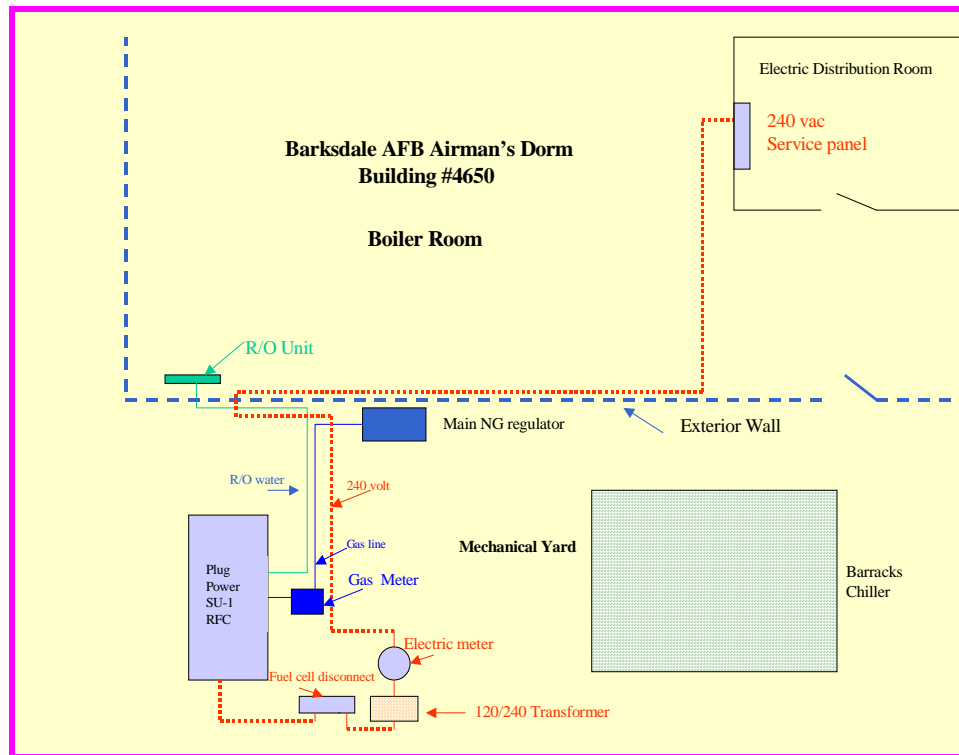 Electric Distribution Room
240 vac
Service panel
Barksdale AFB Airman's Dorm
Building #4650
Boiler Room
R/O Unit
Main NG regulator
Exterior Wall
R/O water
240 volt
Gas line
Mechanical Yard
Plug
Power
SU-1
RFC
Gas Meter
Barracks
Chiller
Electric meter
Fuel cell disconnect
120/240 Transformer